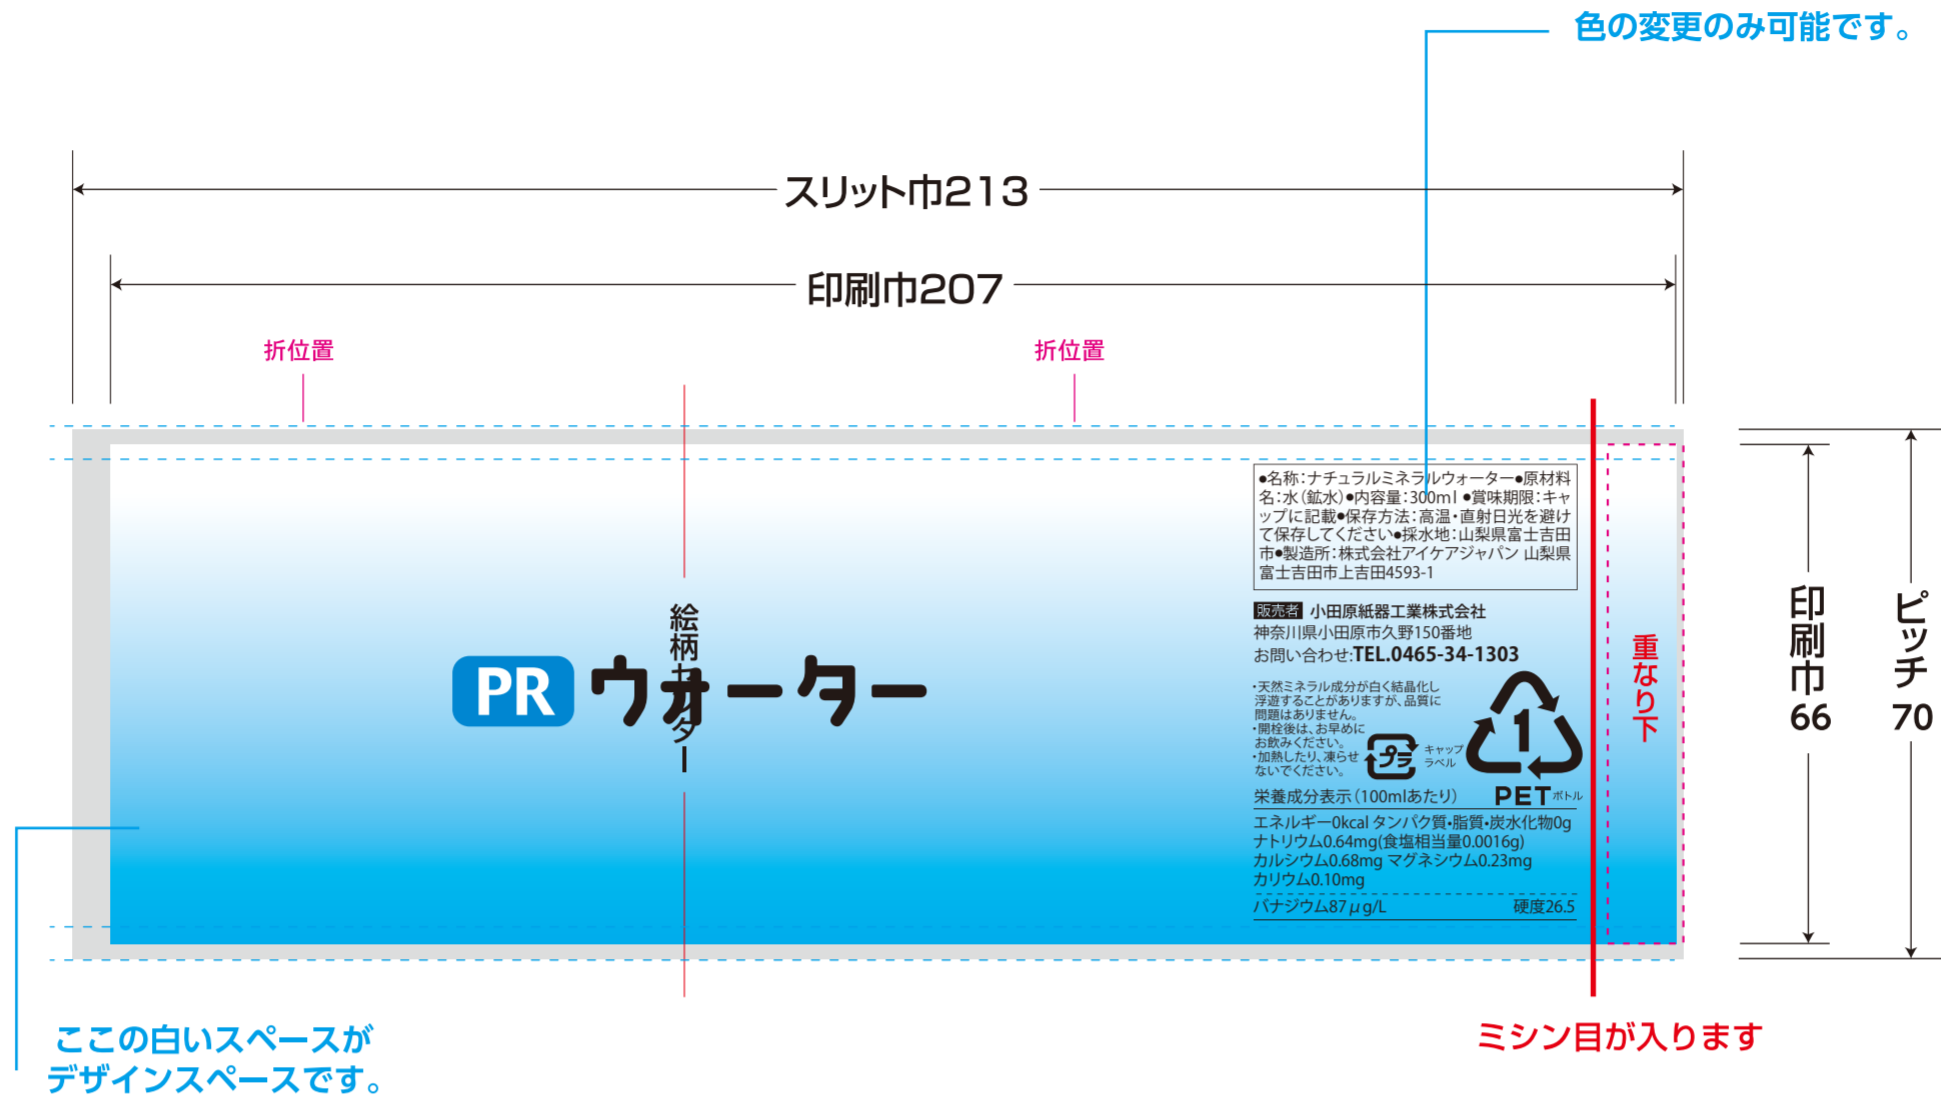 色の変更のみ可能です。
スリット巾213
印刷巾207
折位置
折位置
●名称：ナチュラルミネラルウォーター●原材料
名：水（鉱水）●内容量：300ml ●賞味期限：キャ
ップに記載●保存方法：高温・直射日光を避け
て保存してください●採水地：山梨県富士吉田
市●製造所：株式会社アイケアジャパン 山梨県
富士吉田市上吉田4593-1
販売者 小田原紙器工業株式会社
神奈川県小田原市久野150番地
お問い合わせ:TEL.0465-34-1303
・天然ミネラル成分が白く結晶化し
浮遊することがありますが、品質に
問題はありません。
・開栓後は、お早めに
お飲みください。
・加熱したり、凍らせ
ないでください。
プラ
キャップ
ラベル
1
PETボトル
栄養成分表示（100mlあたり）
エネルギー0kcal タンパク質・脂質・炭水化物0g
ナトリウム0.64mg(食塩相当量0.0016g)
カルシウム0.68mg マグネシウム0.23mg
カリウム0.10mg
バナジウム87μg/L 硬度26.5
絵柄センター
PR ウォーター
重なり下
印刷巾66
ピッチ 70
ここの白いスペースが
デザインスペースです。
ミシン目が入ります